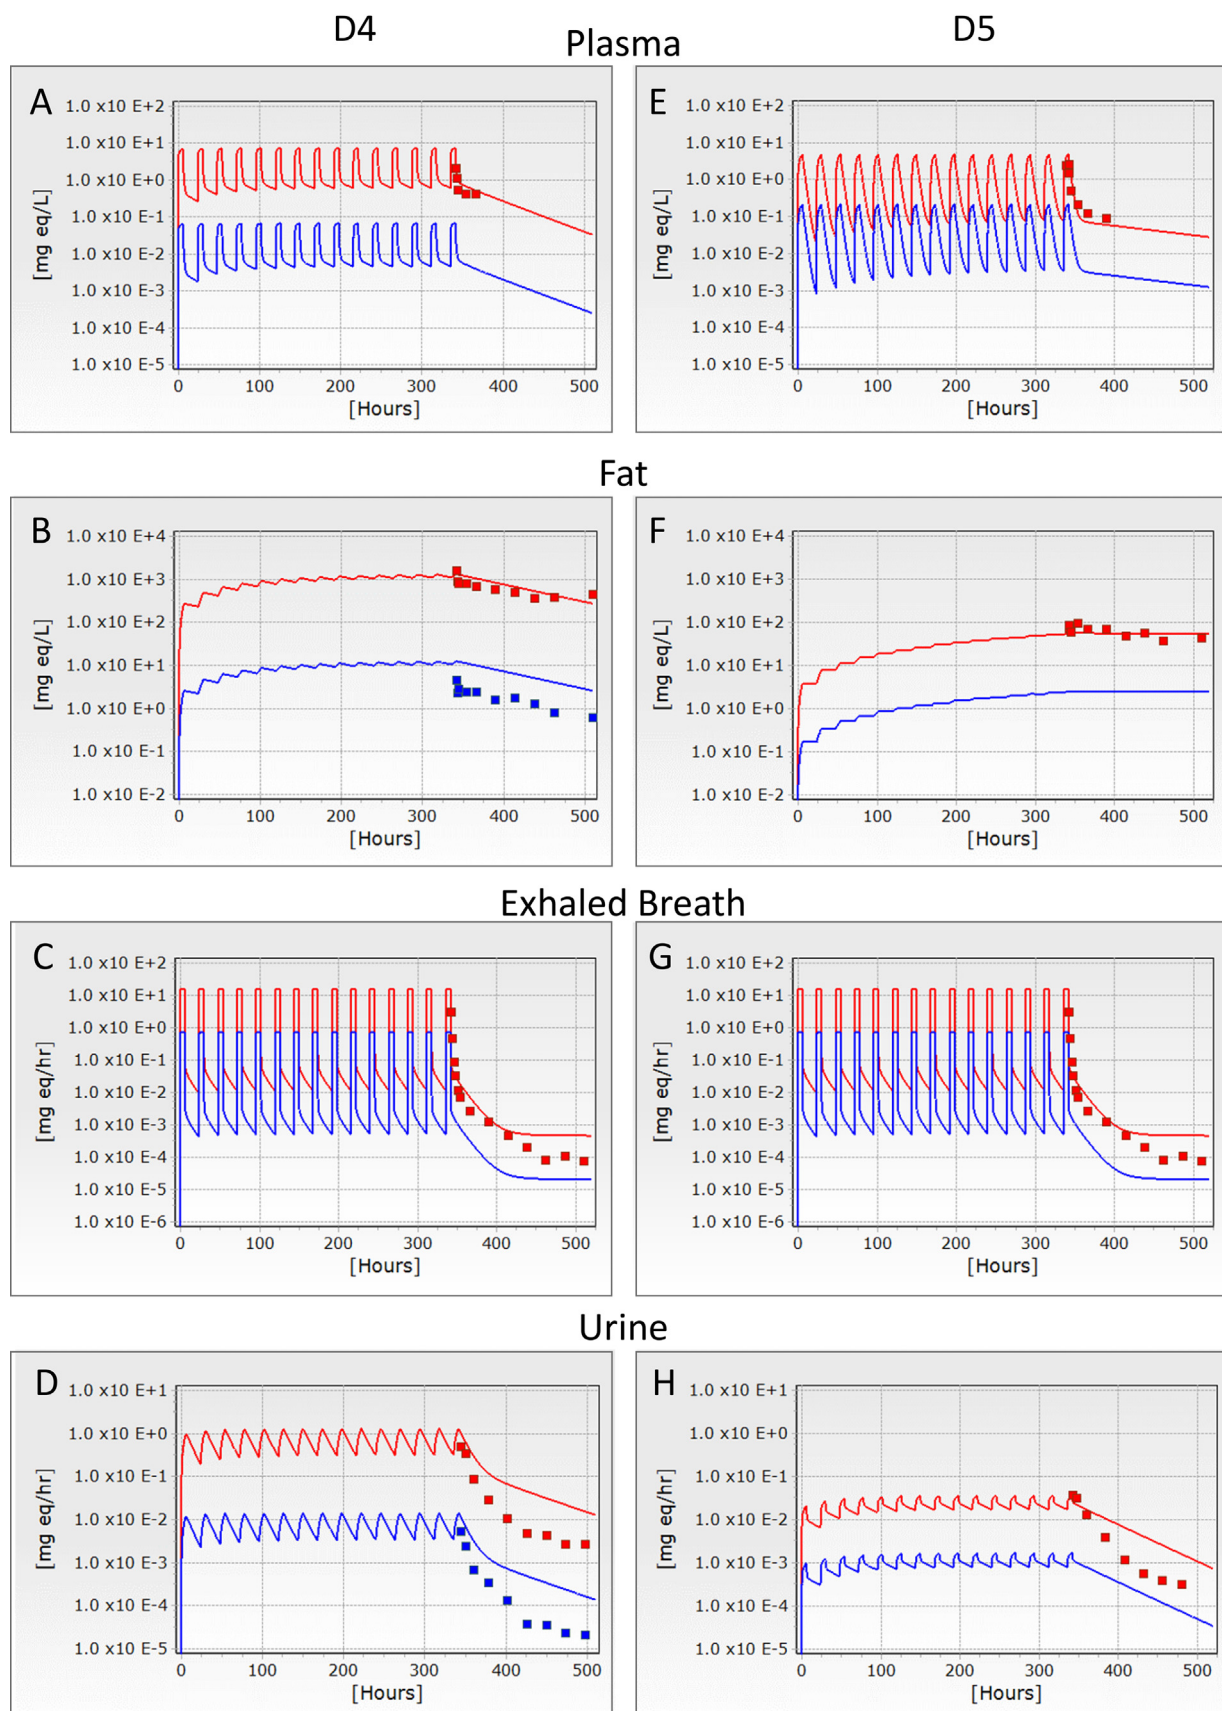 D4
D5
Plasma
A
1.0 x10 E+2
1.0 x10 E+1
1.0 x10 E+0
1.0 x10 E-1
1.0 x10 E-2
1.0 x10 E-3
1.0 x10 E-4
1.0 x10 E-5
[mg eq/L]
0 100 200 300 400 500
[Hours]
E
1.0 x10 E+2
1.0 x10 E+1
1.0 x10 E+0
1.0 x10 E-1
1.0 x10 E-2
1.0 x10 E-3
1.0 x10 E-4
1.0 x10 E-5
[mg eq/L]
0 100 200 300 400 500
[Hours]
Fat
B
1.0 x10 E+4
1.0 x10 E+3
1.0 x10 E+2
1.0 x10 E+1
1.0 x10 E+0
1.0 x10 E-1
1.0 x10 E-2
[mg eq/L]
0 100 200 300 400 500
[Hours]
F
1.0 x10 E+4
1.0 x10 E+3
1.0 x10 E+2
1.0 x10 E+1
1.0 x10 E+0
1.0 x10 E-1
1.0 x10 E-2
[mg eq/L]
0 100 200 300 400 500
[Hours]
Exhaled Breath
C
1.0 x10 E+2
1.0 x10 E+1
1.0 x10 E+0
1.0 x10 E-1
1.0 x10 E-2
1.0 x10 E-3
1.0 x10 E-4
1.0 x10 E-5
1.0 x10 E-6
[mg eq/hr]
0 100 200 300 400 500
[Hours]
G
1.0 x10 E+2
1.0 x10 E+1
1.0 x10 E+0
1.0 x10 E-1
1.0 x10 E-2
1.0 x10 E-3
1.0 x10 E-4
1.0 x10 E-5
1.0 x10 E-6
[mg eq/hr]
0 100 200 300 400 500
[Hours]
Urine
D
1.0 x10 E+1
1.0 x10 E+0
1.0 x10 E-1
1.0 x10 E-2
1.0 x10 E-3
1.0 x10 E-4
1.0 x10 E-5
[mg eq/hr]
0 100 200 300 400 500
[Hours]
H
1.0 x10 E+1
1.0 x10 E+0
1.0 x10 E-1
1.0 x10 E-2
1.0 x10 E-3
1.0 x10 E-4
1.0 x10 E-5
[mg eq/hr]
0 100 200 300 400 500
[Hours]